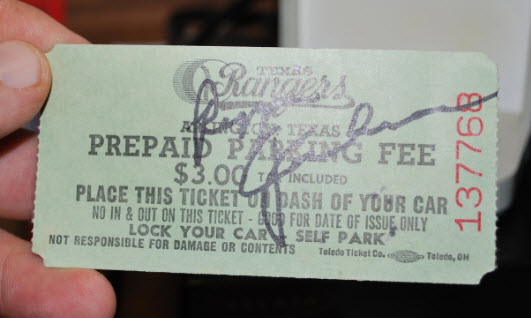 TEXAS
Rangers
ARLINGTON, TEXAS
PREPAID PARKING FEE
$3.00 TAX INCLUDED
PLACE THIS TICKET ON DASH OF YOUR CAR
NO IN & OUT ON THIS TICKET - GOOD FOR DATE OF ISSUE ONLY
LOCK YOUR CAR - SELF PARK
NOT RESPONSIBLE FOR DAMAGE OR CONTENTS
Toledo Ticket Co. Toledo, OH
137768